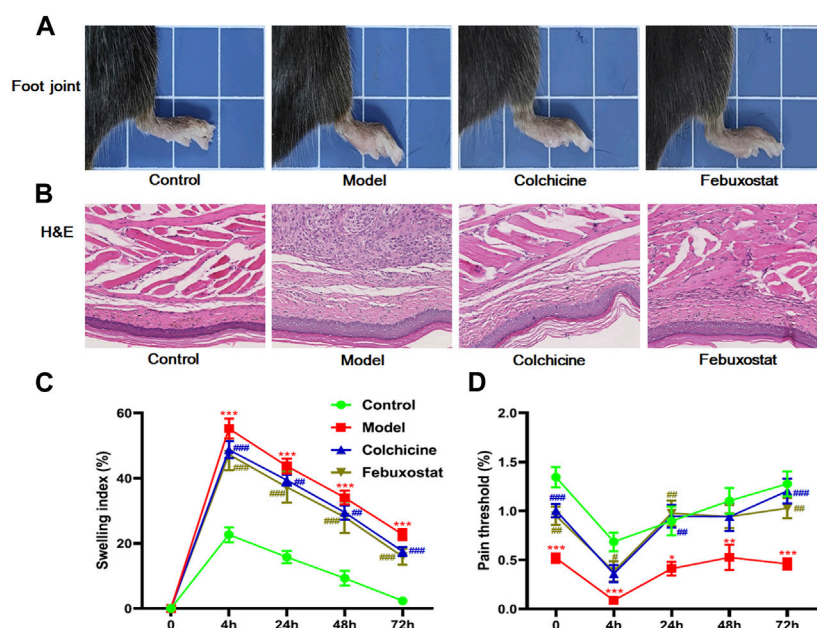 A
Foot joint
Control Model Colchicine Febuxostat
B
H&E
Control Model Colchicine Febuxostat
C
Swelling index (%)
60
40
20
0
0 4h 24h 48h 72h
Control
Model
Colchicine
Febuxostat
***
###
###
***
##
###
***
##
###
***
###
###
D
Pain threshold (%)
2.0
1.5
1.0
0.5
0.0
0 4h 24h 48h 72h
###
##
***
#
***
##
##
*
**
###
##
***